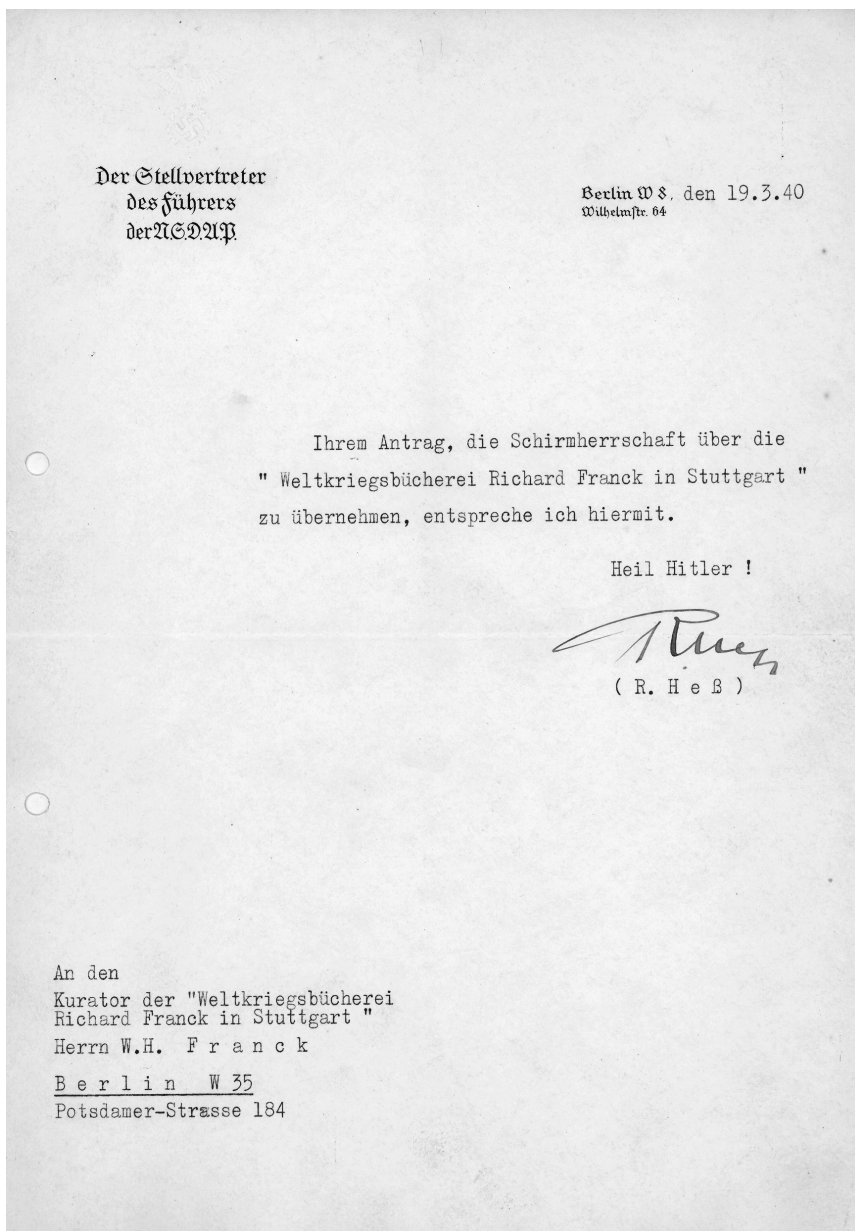 Der Stellvertreter
des Führers
der N.S.D.A.P.
Berlin W 8, den 19.3.40
Wilhelmstr. 64
Ihrem Antrag, die Schirmherrschaft über die
" Weltkriegsbücherei Richard Franck in Stuttgart "
zu übernehmen, entspreche ich hiermit.
Heil Hitler !
( R. H e ß )
An den
Kurator der "Weltkriegsbücherei
Richard Franck in Stuttgart "
Herrn W.H. F r a n c k
B e r l i n W 35
Potsdamer-Strasse 184